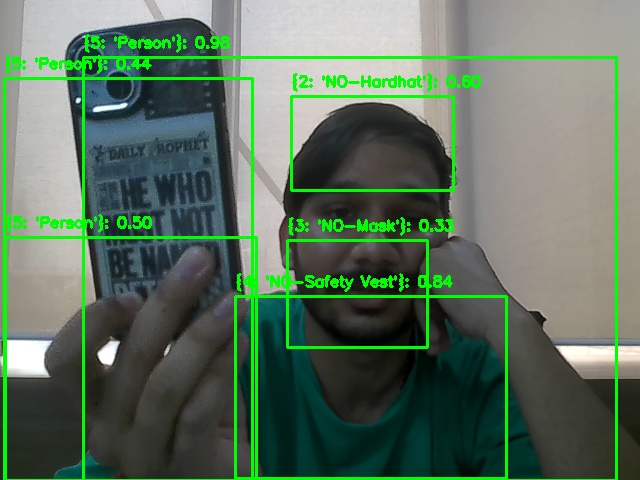 {5: 'Person'}: 0.98
{5: 'Person'}: 0.44
{2: 'NO-Hardhat'}: 0.60
DAILY PROPHET
HE WHO
NOT
BE
{5: 'Person'}: 0.50
{3: 'NO-Mask'}: 0.33
{4: 'NO-Safety Vest'}: 0.84